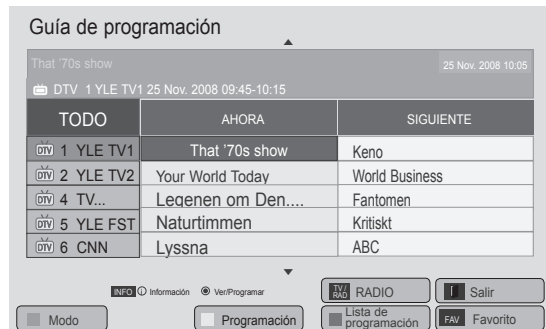 Guía de programación
That '70s show 25 Nov. 2008 10:05
DTV 1 YLE TV1 25 Nov. 2008 09:45-10:15
TODO AHORA SIGUIENTE
DTV 1 YLE TV1 That '70s show Keno
DTV 2 YLE TV2 Your World Today World Business
DTV 4 TV... Legenen om Den.... Fantomen
DTV 5 YLE FST Naturtimmen Kritiskt
DTV 6 CNN Lyssna ABC
INFO i Información Ver/Programar TV/RAD RADIO Salir
Modo Programación Lista de programación FAV Favorito